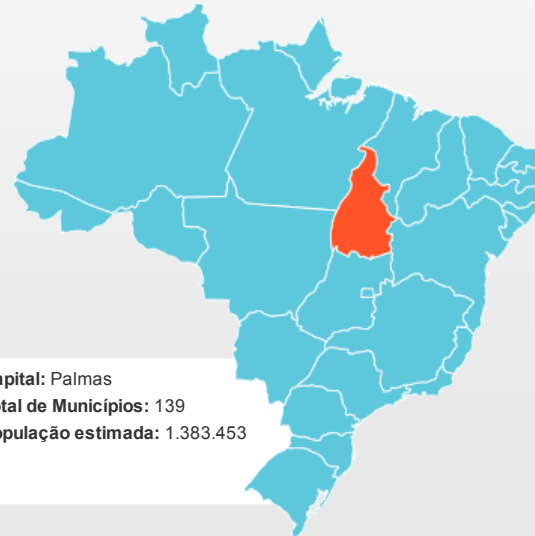 apital: Palmas
tal de Municípios: 139
opulação estimada: 1.383.453